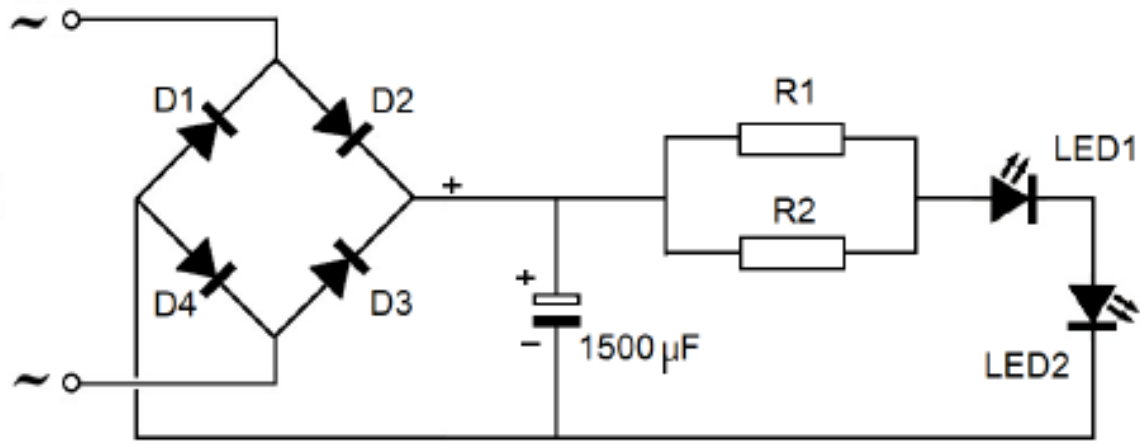 ~
D1
D2
R1
LED1
+
R2
+
D4
D3
−
1500 µF
LED2
~